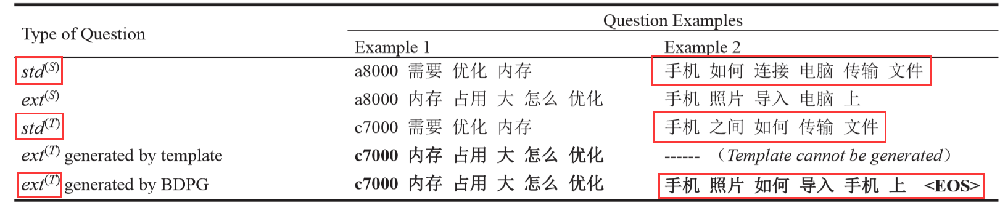 Type of Question Question Examples
Example 1 Example 2
std(S) a8000 需要 优化 内存 手机 如何 连接 电脑 传输 文件
ext(S) a8000 内存 占用 大 怎么 优化 手机 照片 导入 电脑 上
std(T) c7000 需要 优化 内存 手机 之间 如何 传输 文件
ext(T) generated by template c7000 内存 占用 大 怎么 优化 ------ （Template cannot be generated）
ext(T) generated by BDPG c7000 内存 占用 大 怎么 优化 手机 照片 如何 导入 手机 上 <EOS>